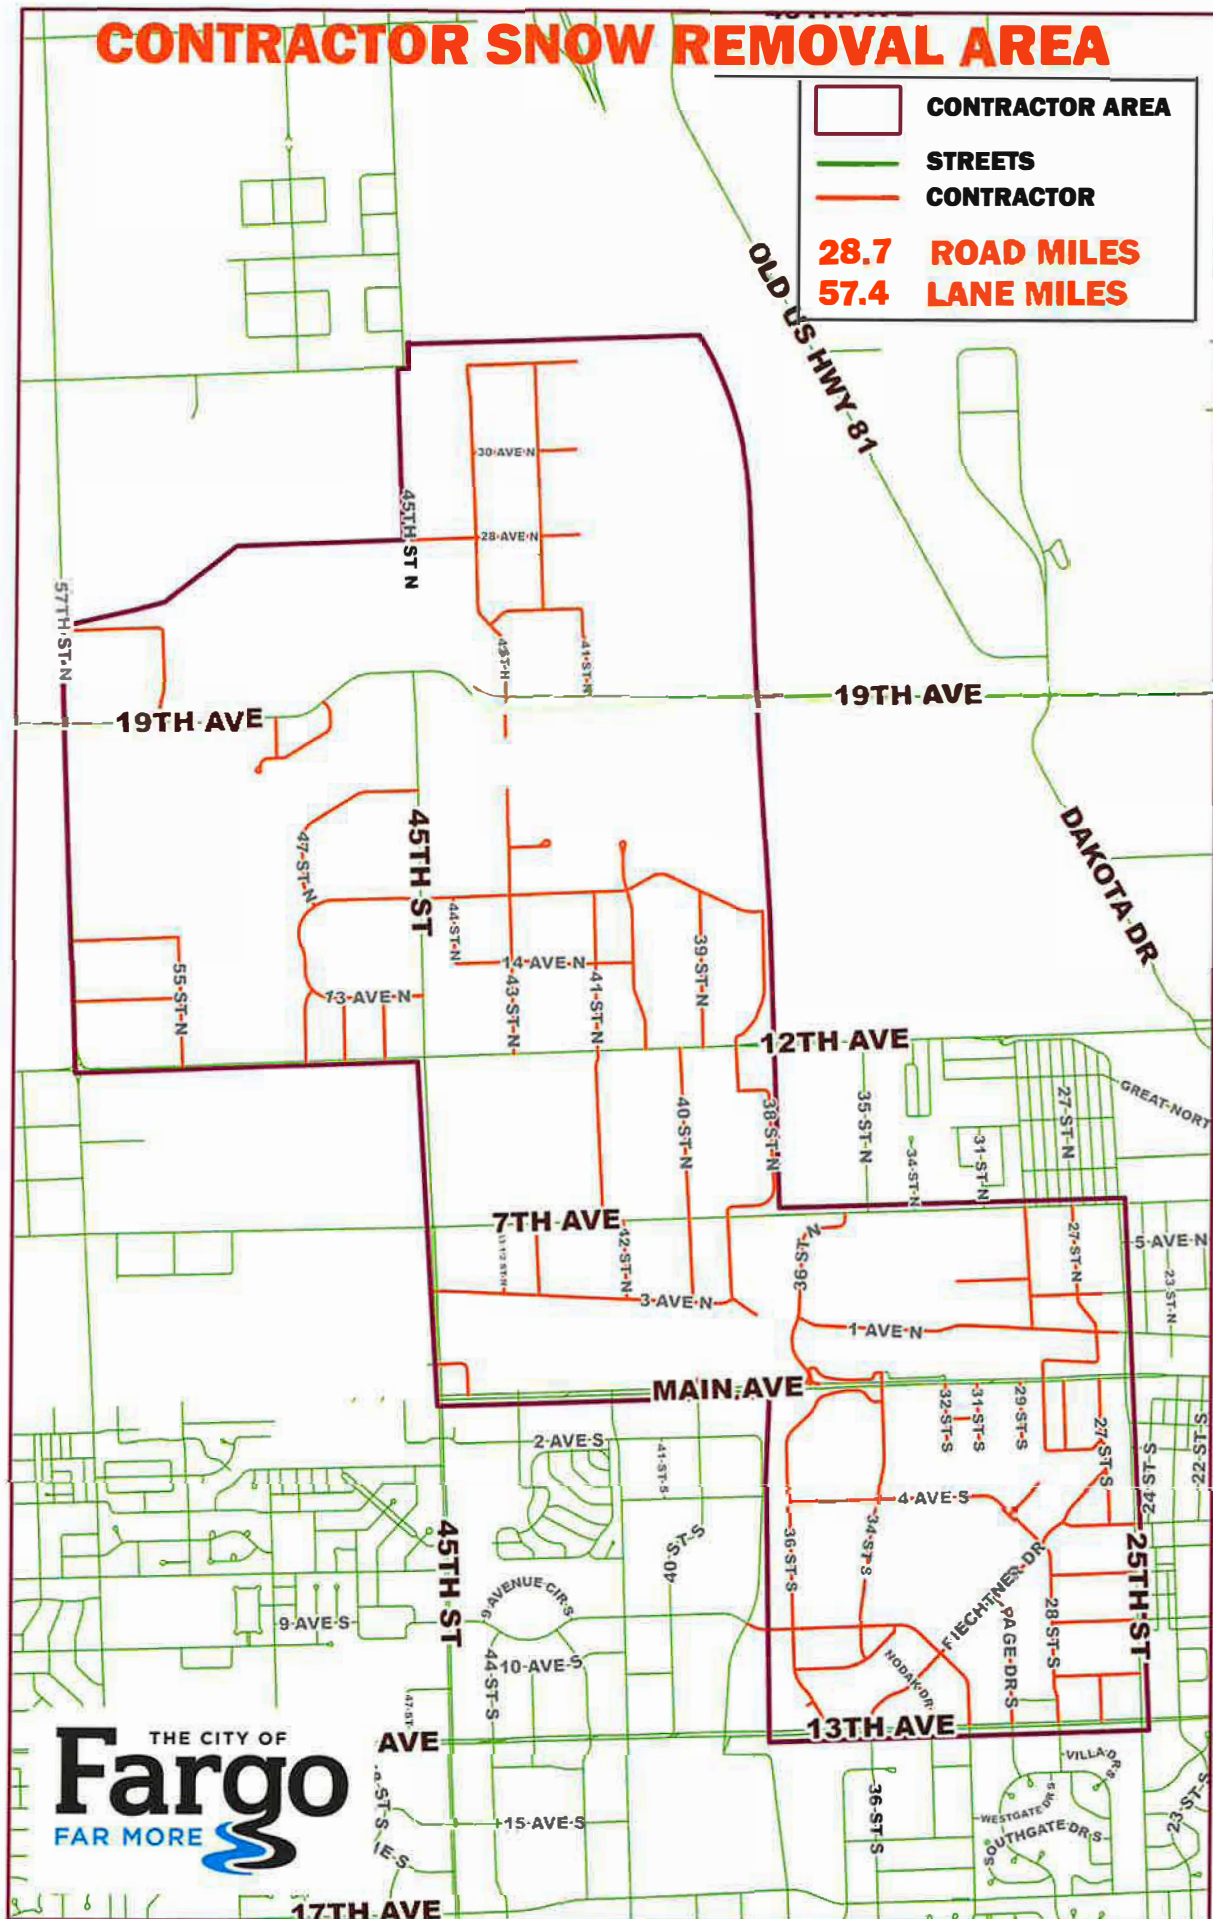 CONTRACTOR SNOW REMOVAL AREA
CONTRACTOR AREA
STREETS
CONTRACTOR
28.7 ROAD MILES
57.4 LANE MILES
OLD US HWY 81
30 AVE N
45TH ST N
28 AVE N
57TH ST N
41 ST N
19TH AVE
19TH AVE
DAKOTA DR
45TH ST
47 ST N
44 ST N
14 AVE N
39 ST N
55 ST N
43 ST N
41 ST N
13 AVE N
12TH AVE
GREAT NORT
40 ST N
38 ST N
35 ST N
34 ST N
31 ST N
27 ST N
7TH AVE
42 ST N
36 ST N
27 ST N
5 AVE N
23 ST N
3 AVE N
1 AVE N
MAIN AVE
32 ST S
31 ST S
29 ST S
27 ST S
24 ST S
22 ST S
2 AVE S
41 ST S
4 AVE S
40 ST S
36 ST S
34 ST S
45TH ST
25TH ST
9 AVENUE CIR S
FIECHTNER DR
PAGE DR S
28 ST S
9 AVE S
10 AVE S
44 ST S
NODAK DR
47 ST
13TH AVE
AVE
THE CITY OF
Fargo
FAR MORE
VILLA DR S
WESTGATE DR S
SOUTHGATE DR S
36 ST S
23 ST S
15 AVE S
IE S
17TH AVE